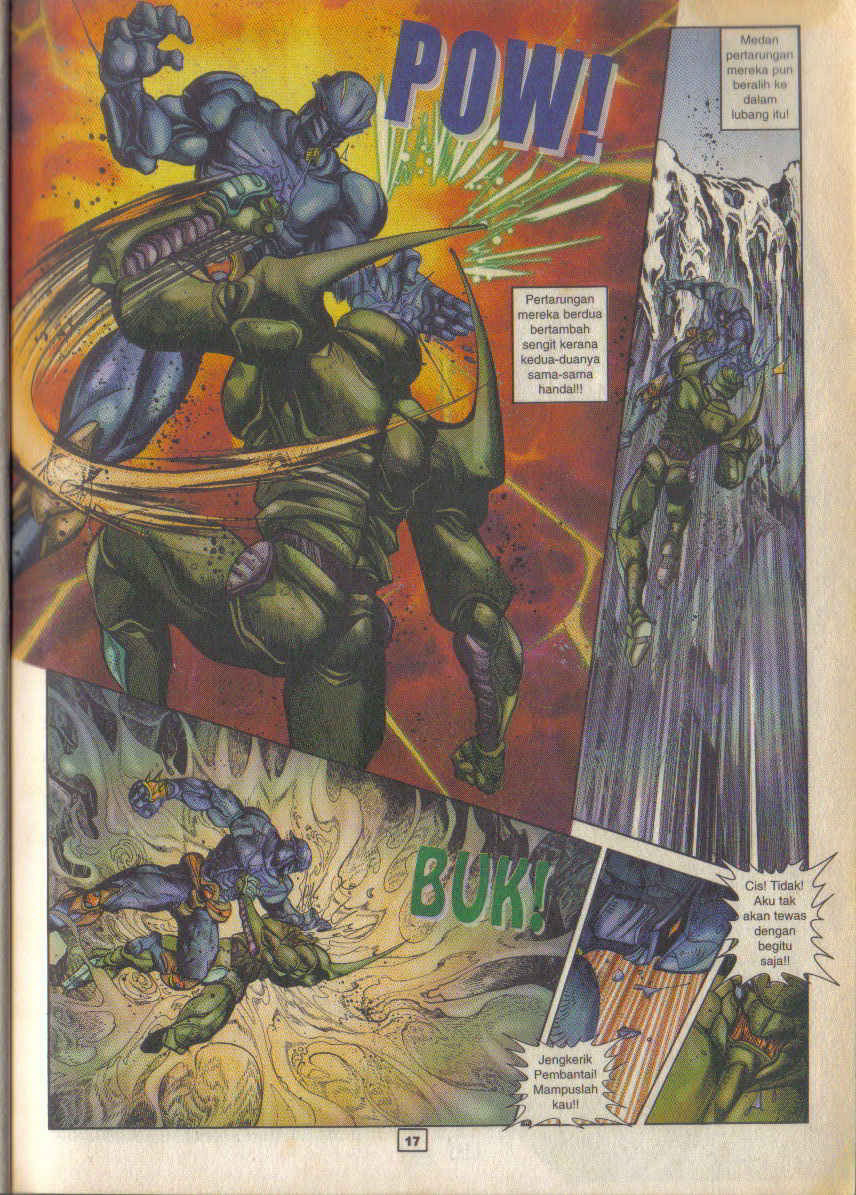 POW!
Pertarungan
mereka berdua
bertambah
sengit kerana
kedua-duanya
sama-sama
handal!!
Medan
pertarungan
mereka pun
beralih ke
dalam
lubang itu!
BUK!
Jengkerik
Pembantai!
Mampuslah
kau!!
Cis! Tidak!
Aku tak
akan tewas
dengan
begitu
saja!!
17